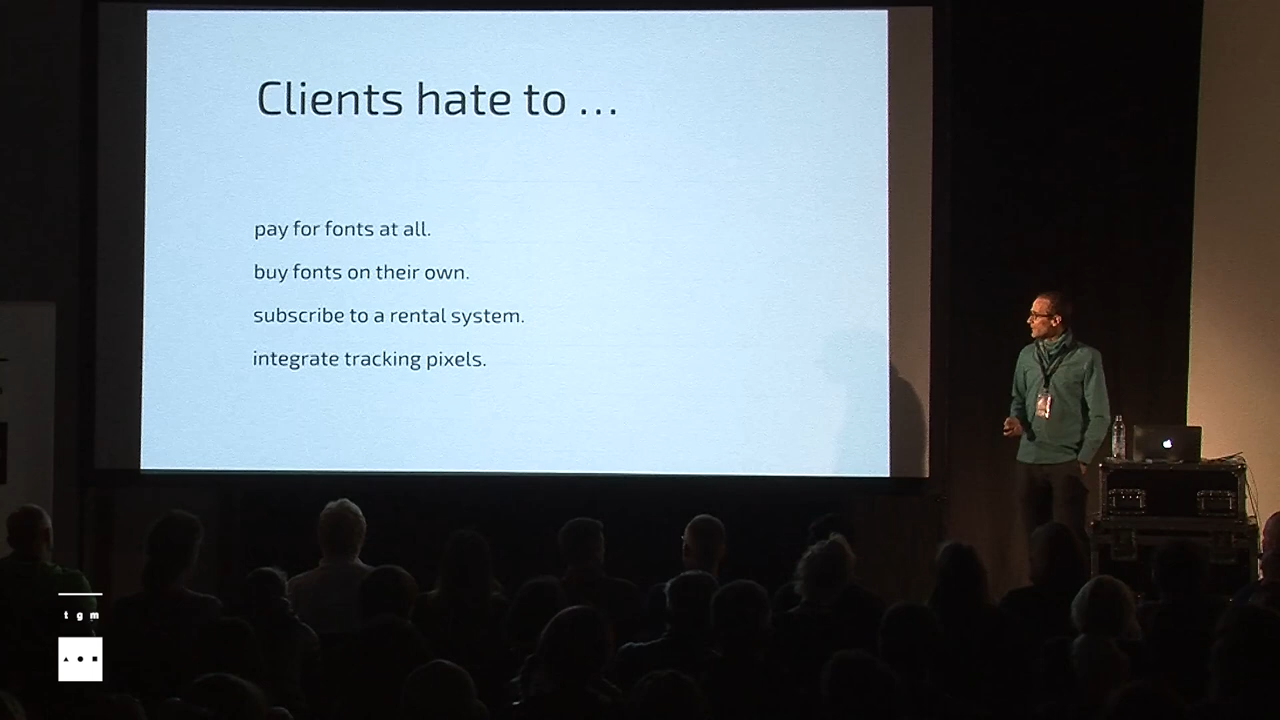 Clients hate to …
pay for fonts at all.
buy fonts on their own.
subscribe to a rental system.
integrate tracking pixels.
t g m